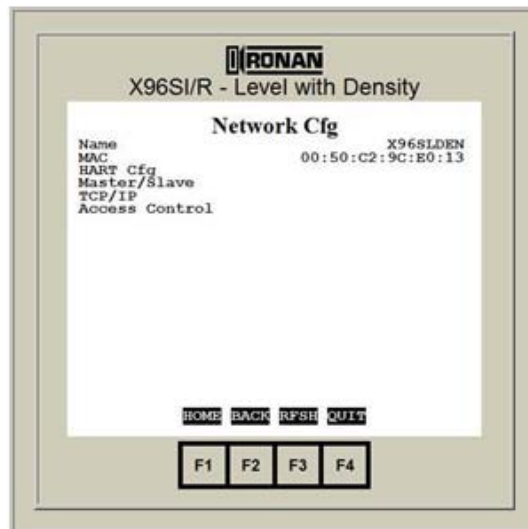 RONAN
X96SI/R - Level with Density
Network Cfg
Name X96SLDEN
MAC 00:50:C2:9C:E0:13
HART Cfg
Master/Slave
TCP/IP
Access Control
HOME BACK RFSH QUIT
F1 F2 F3 F4